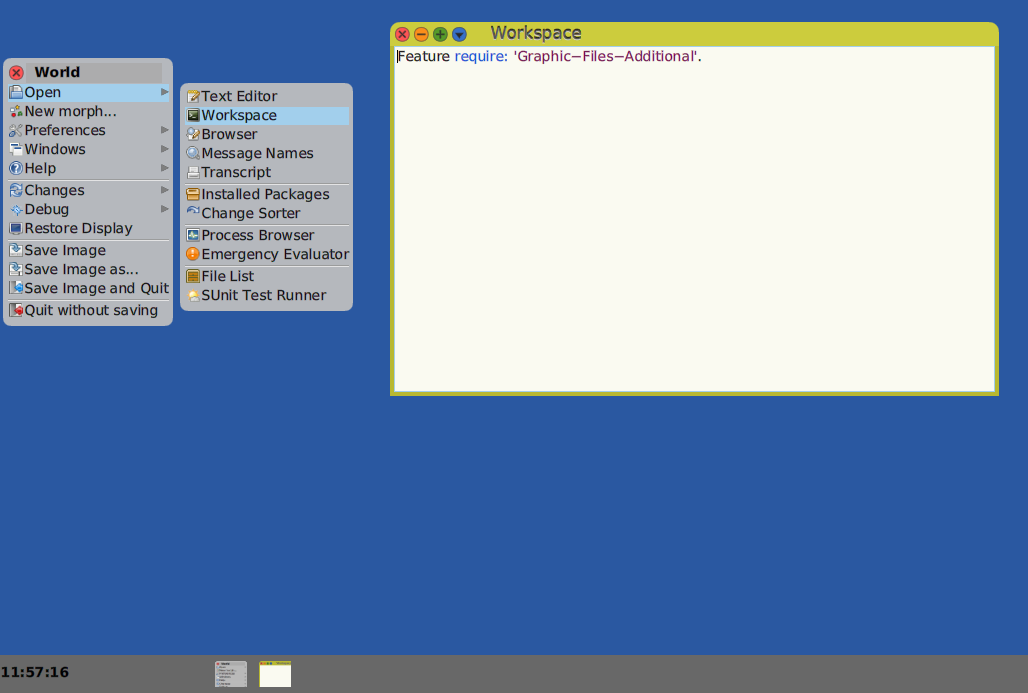 World
Open
New morph...
Preferences
Windows
Help
Changes
Debug
Restore Display
Save Image
Save Image as...
Save Image and Quit
Quit without saving
Text Editor
Workspace
Browser
Message Names
Transcript
Installed Packages
Change Sorter
Process Browser
Emergency Evaluator
File List
SUnit Test Runner
Workspace
Feature require: 'Graphic−Files−Additional'.
11:57:16